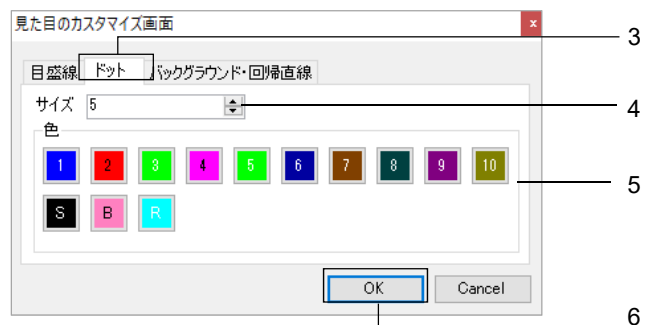 見た目のカスタマイズ画面 x
3
目盛線 ドット バックグラウンド・回帰直線
サイズ 5
4
色
1 2 3 4 5 6 7 8 9 10
5
S B R
OK Cancel
6